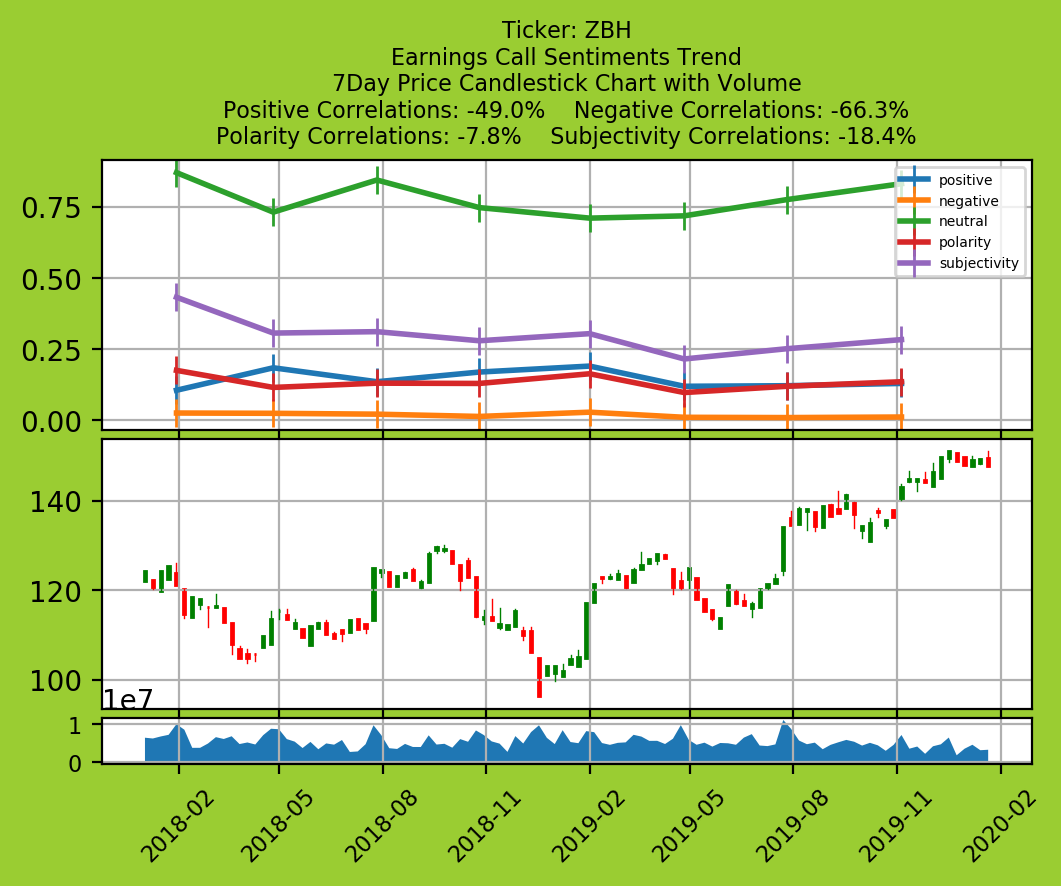 Ticker: ZBH
Earnings Call Sentiments Trend
7Day Price Candlestick Chart with Volume
Positive Correlations: -49.0% Negative Correlations: -66.3%
Polarity Correlations: -7.8% Subjectivity Correlations: -18.4%
positive
negative
neutral
polarity
subjectivity
0.75
0.50
0.25
0.00
140
120
100
1e7
1
0
2018-02
2018-05
2018-08
2018-11
2019-02
2019-05
2019-08
2019-11
2020-02